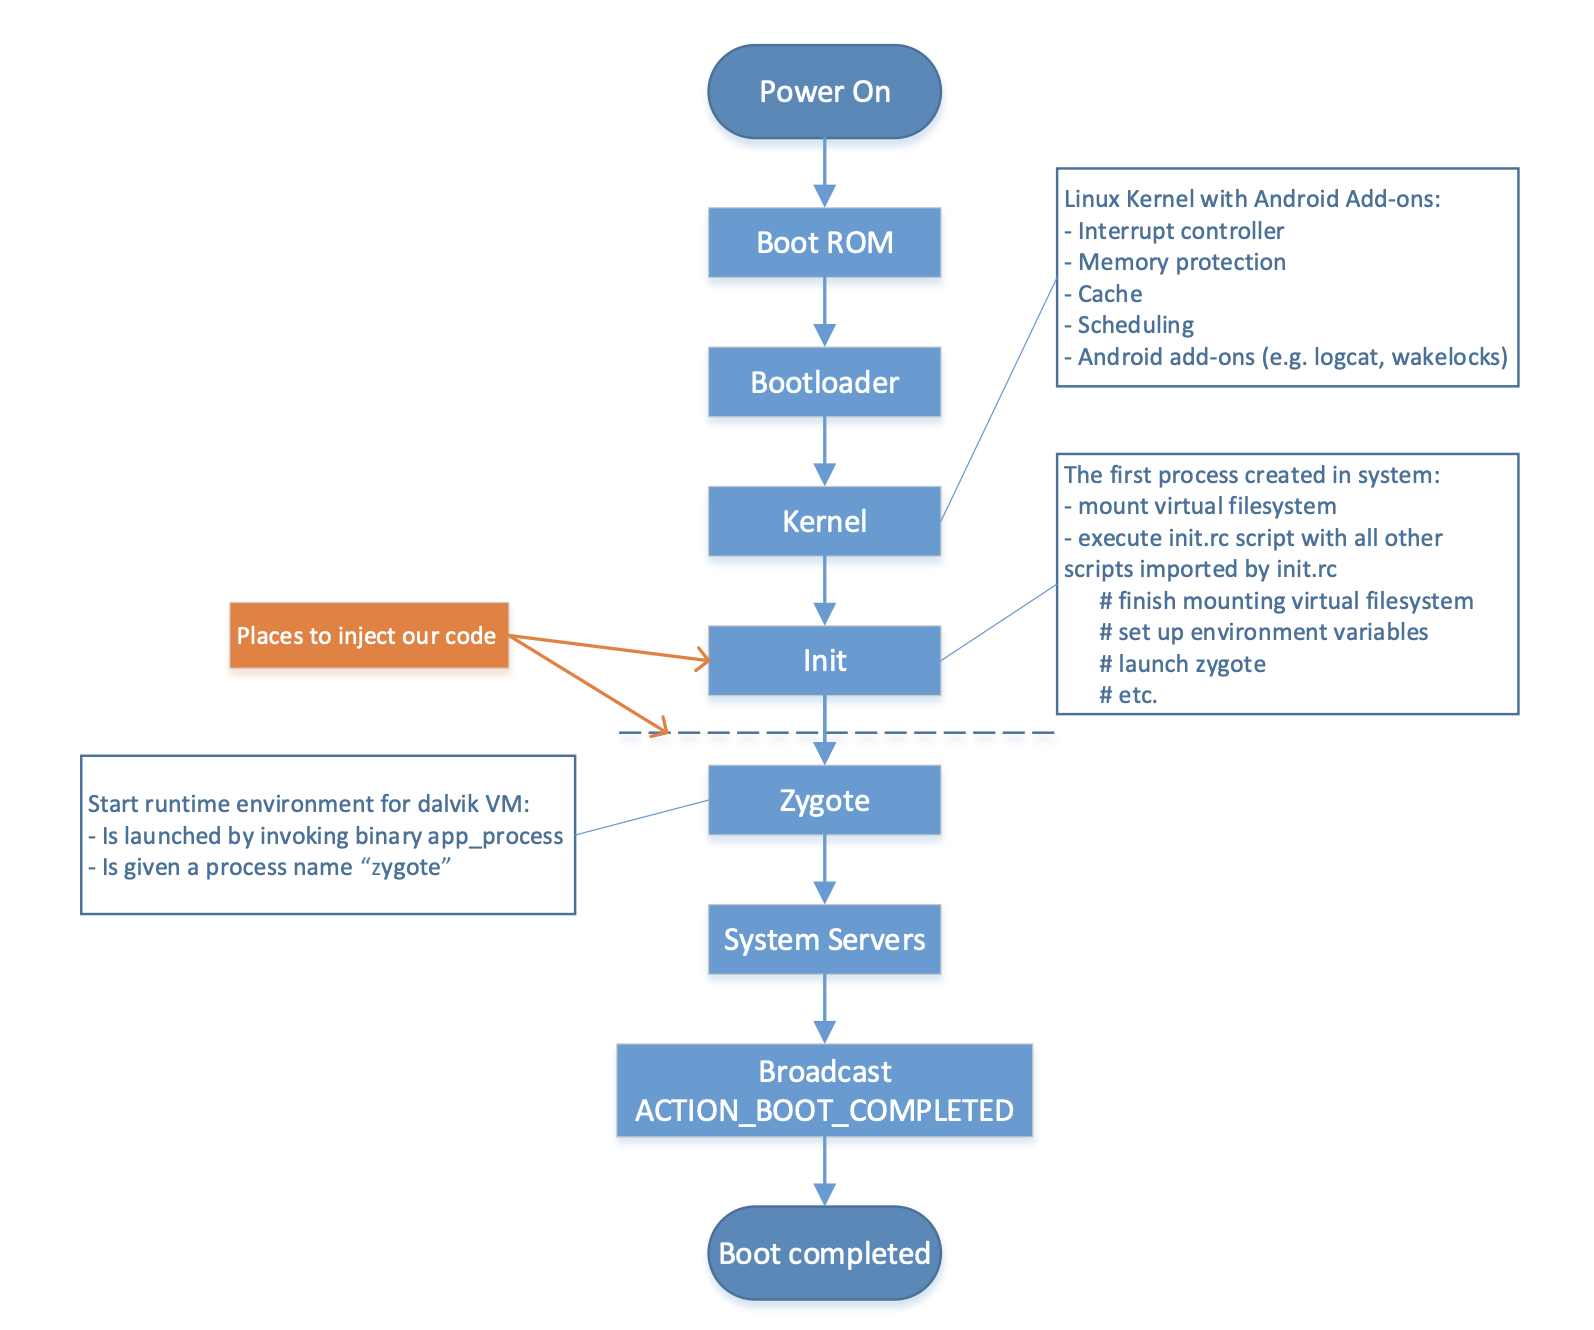 Power On
Boot ROM
Bootloader
Kernel
Linux Kernel with Android Add-ons:
- Interrupt controller
- Memory protection
- Cache
- Scheduling
- Android add-ons (e.g. logcat, wakelocks)
The first process created in system:
- mount virtual filesystem
- execute init.rc script with all other
scripts imported by init.rc
# finish mounting virtual filesystem
# set up environment variables
# launch zygote
# etc.
Places to inject our code
Init
Start runtime environment for dalvik VM:
- Is launched by invoking binary app_process
- Is given a process name “zygote”
Zygote
System Servers
Broadcast
ACTION_BOOT_COMPLETED
Boot completed